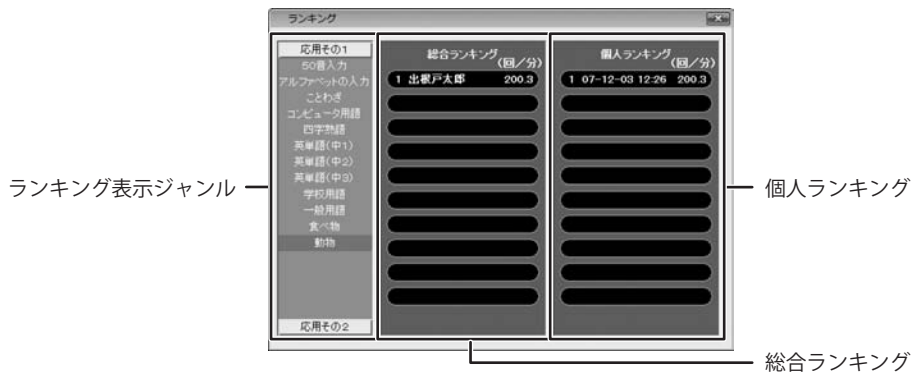 ランキング
応用その1
50音入力
アルファベットの入力
ことわざ
コンピュータ用語
四字熟語
英単語(中1)
英単語(中2)
英単語(中3)
学校用語
一般用語
食べ物
動物
応用その2
総合ランキング
(回/分)
1 出根戸太郎 200.3
個人ランキング
(回/分)
1 07-12-03 12:26 200.3
ランキング表示ジャンル
個人ランキング
総合ランキング